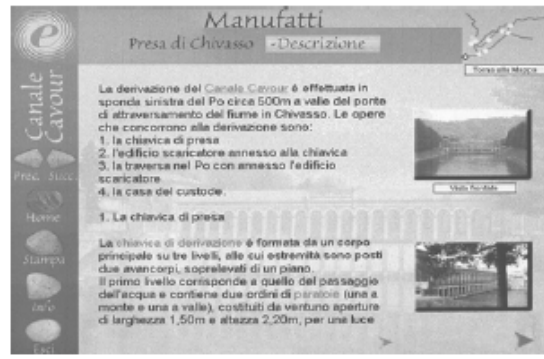 Manufatti
Presa di Chivasso -Descrizione
Torna alla Mappa
e
Canale
Cavour
Prec. Succ.
Home
Stampa
Info
Esci
La derivazione del Canale Cavour è effettuata in
sponda sinistra del Po circa 500m a valle del ponte
di attraversamento del fiume in Chivasso. Le opere
che concorrono alla derivazione sono:
1. la chiavica di presa
2. l'edificio scaricatore annesso alla chiavica
3. la traversa nel Po con annesso l'edificio
scaricatore
4. la casa del custode.
1. La chiavica di presa
La chiavica di derivazione è formata da un corpo
principale su tre livelli, alle cui estremità sono posti
due avancorpi, soprelevati di un piano.
Il primo livello corrisponde a quello del passaggio
dell'acqua e contiene due ordini di paratoie (una a
monte e una a valle), costituiti da ventuno aperture
di larghezza 1,50m e altezza 2,20m, per una luce
Vista frontale